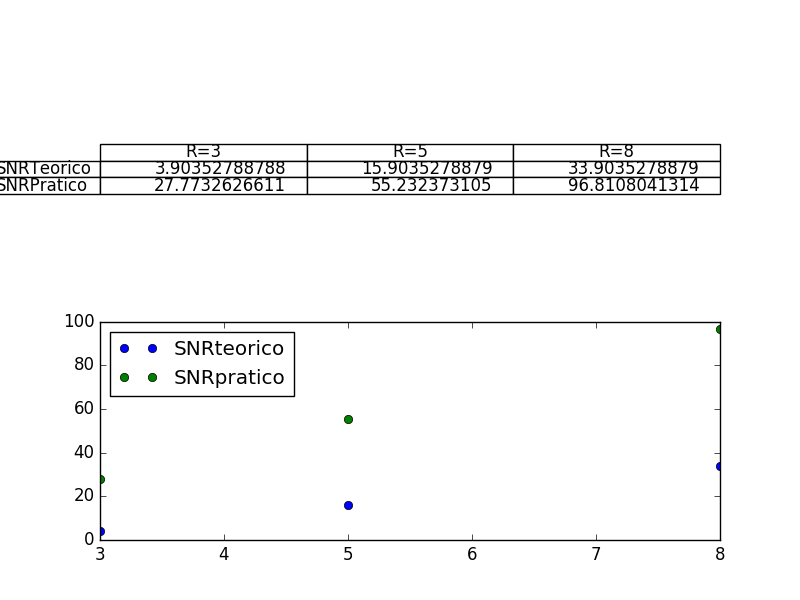 R=3 R=5 R=8
SNRTeorico 3.90352788788 15.9035278879 33.9035278879
SNRPratico 27.7732626611 55.232373105 96.8108041314
100
80
60
40
20
0
SNRteorico
SNRpratico
3 4 5 6 7 8